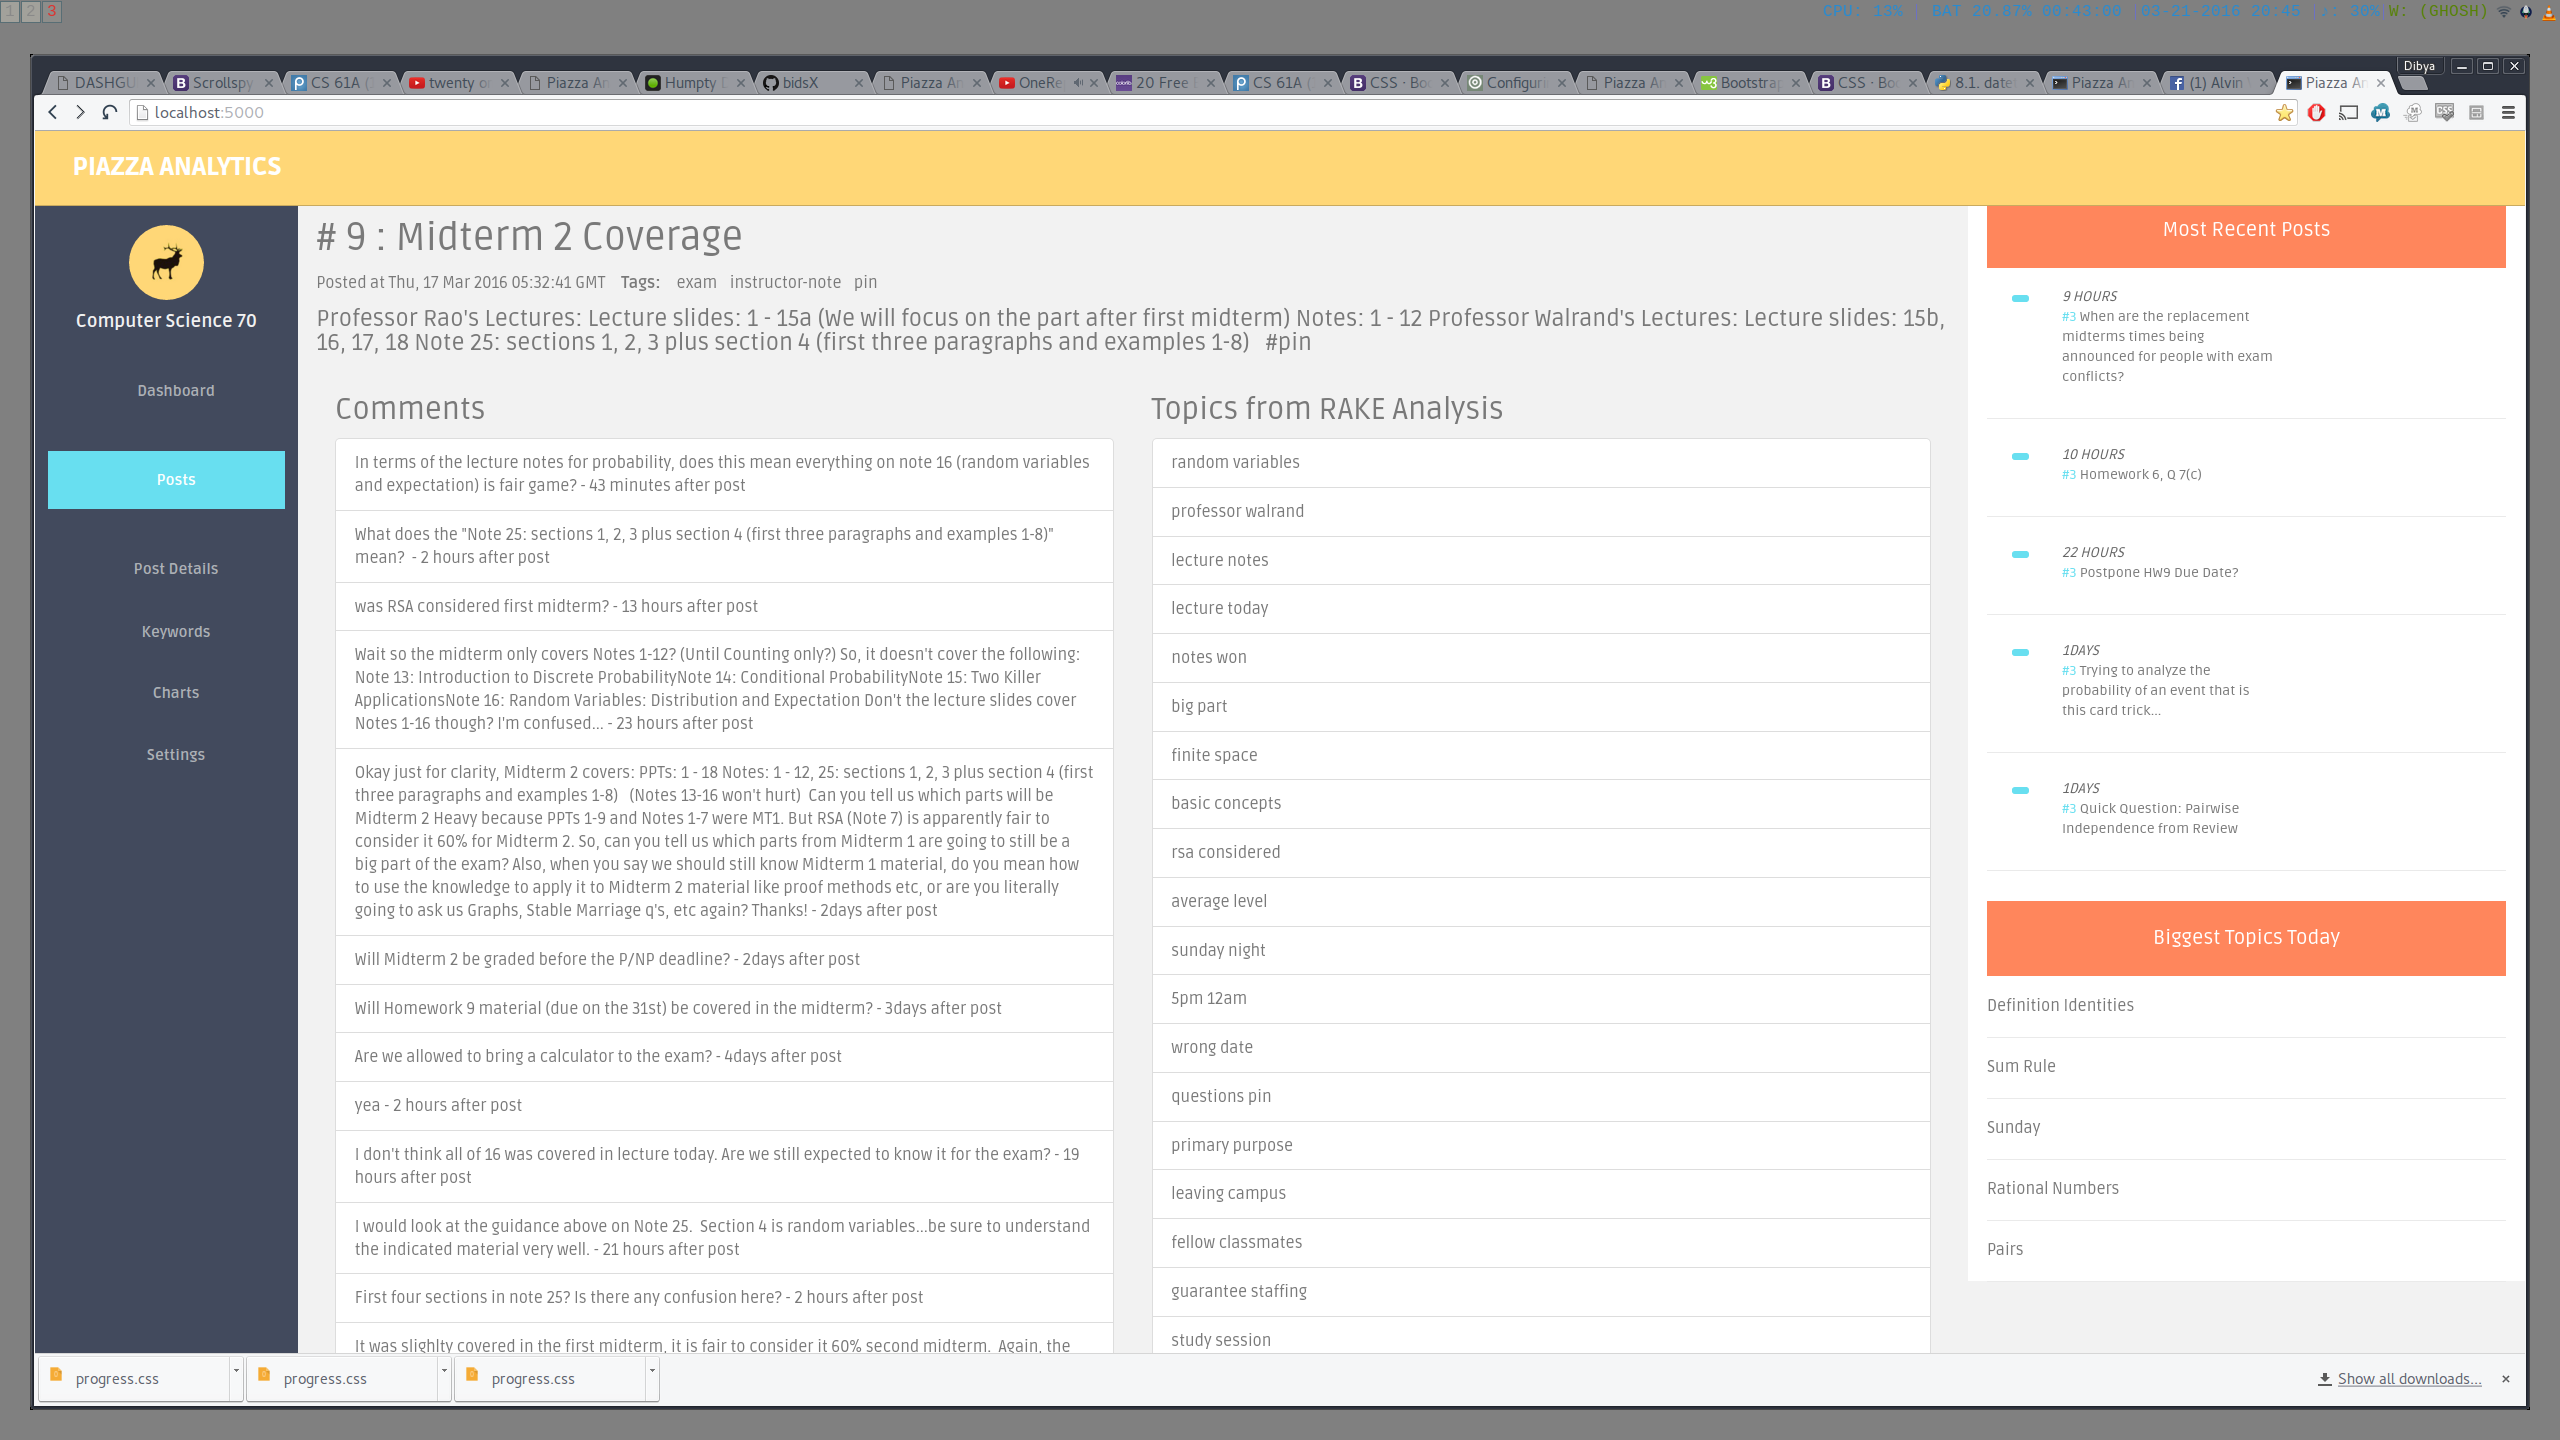 1 2 3
CPU: 13% | BAT 20.87% 00:43:00 |03-21-2016 20:45 |♪: 30%|W: (GHOSH)
Dibya
DASHGU
Scrollspy
CS 61A (
twenty o
Piazza An
Humpty D
bidsX
Piazza An
OneRe
20 Free
CS 61A (
CSS · Boo
Configuri
Piazza An
Bootstrap
CSS · Boo
8.1. date
Piazza An
(1) Alvin
Piazza An
localhost:5000
PIAZZA ANALYTICS
Computer Science 70
Dashboard
Posts
Post Details
Keywords
Charts
Settings
# 9 : Midterm 2 Coverage
Posted at Thu, 17 Mar 2016 05:32:41 GMT Tags: exam instructor-note pin
Professor Rao's Lectures: Lecture slides: 1 - 15a (We will focus on the part after first midterm) Notes: 1 - 12 Professor Walrand's Lectures: Lecture slides: 15b,
16, 17, 18 Note 25: sections 1, 2, 3 plus section 4 (first three paragraphs and examples 1-8) #pin
Comments
In terms of the lecture notes for probability, does this mean everything on note 16 (random variables
and expectation) is fair game? - 43 minutes after post
What does the "Note 25: sections 1, 2, 3 plus section 4 (first three paragraphs and examples 1-8)"
mean? - 2 hours after post
was RSA considered first midterm? - 13 hours after post
Wait so the midterm only covers Notes 1-12? (Until Counting only?) So, it doesn't cover the following:
Note 13: Introduction to Discrete ProbabilityNote 14: Conditional ProbabilityNote 15: Two Killer
ApplicationsNote 16: Random Variables: Distribution and Expectation Don't the lecture slides cover
Notes 1-16 though? I'm confused... - 23 hours after post
Okay just for clarity, Midterm 2 covers: PPTs: 1 - 18 Notes: 1 - 12, 25: sections 1, 2, 3 plus section 4 (first
three paragraphs and examples 1-8) (Notes 13-16 won't hurt) Can you tell us which parts will be
Midterm 2 Heavy because PPTs 1-9 and Notes 1-7 were MT1. But RSA (Note 7) is apparently fair to
consider it 60% for Midterm 2. So, can you tell us which parts from Midterm 1 are going to still be a
big part of the exam? Also, when you say we should still know Midterm 1 material, do you mean how
to use the knowledge to apply it to Midterm 2 material like proof methods etc, or are you literally
going to ask us Graphs, Stable Marriage q's, etc again? Thanks! - 2days after post
Will Midterm 2 be graded before the P/NP deadline? - 2days after post
Will Homework 9 material (due on the 31st) be covered in the midterm? - 3days after post
Are we allowed to bring a calculator to the exam? - 4days after post
yea - 2 hours after post
I don't think all of 16 was covered in lecture today. Are we still expected to know it for the exam? - 19
hours after post
I would look at the guidance above on Note 25. Section 4 is random variables...be sure to understand
the indicated material very well. - 21 hours after post
First four sections in note 25? Is there any confusion here? - 2 hours after post
It was slighlty covered in the first midterm, it is fair to consider it 60% second midterm. Again, the
Topics from RAKE Analysis
random variables
professor walrand
lecture notes
lecture today
notes won
big part
finite space
basic concepts
rsa considered
average level
sunday night
5pm 12am
wrong date
questions pin
primary purpose
leaving campus
fellow classmates
guarantee staffing
study session
Most Recent Posts
9 HOURS
#3 When are the replacement
midterms times being
announced for people with exam
conflicts?
10 HOURS
#3 Homework 6, Q 7(c)
22 HOURS
#3 Postpone HW9 Due Date?
1DAYS
#3 Trying to analyze the
probability of an event that is
this card trick...
1DAYS
#3 Quick Question: Pairwise
Independence from Review
Biggest Topics Today
Definition Identities
Sum Rule
Sunday
Rational Numbers
Pairs
progress.css
progress.css
progress.css
Show all downloads...